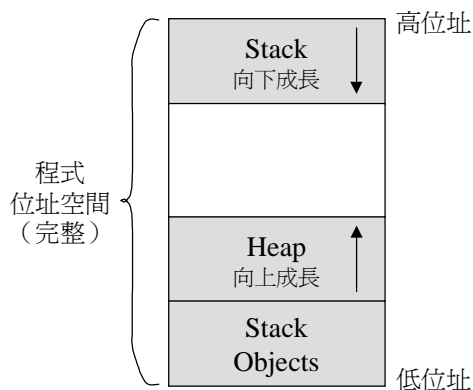 高位址
Stack
向下成長
程式
位址空間
（完整）
Heap
向上成長
Stack
Objects
低位址